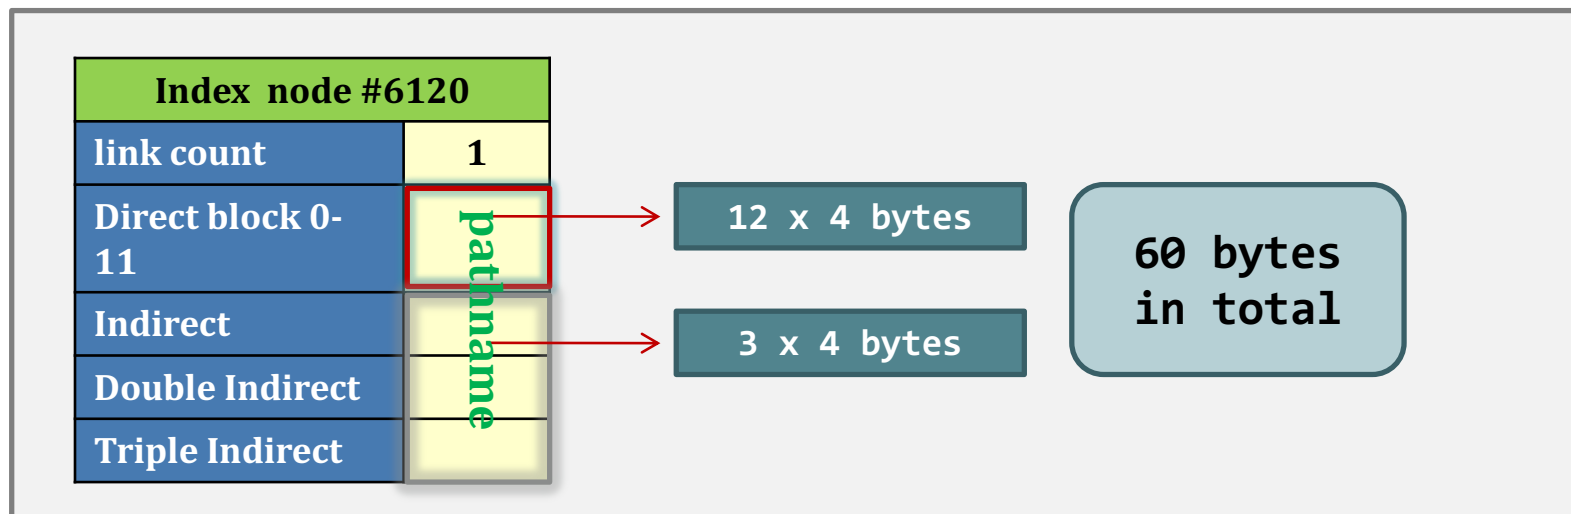 Index node #6120
link count 1
Direct block 0-
11
Indirect
Double Indirect
Triple Indirect
pathname
12 x 4 bytes
3 x 4 bytes
60 bytes
in total